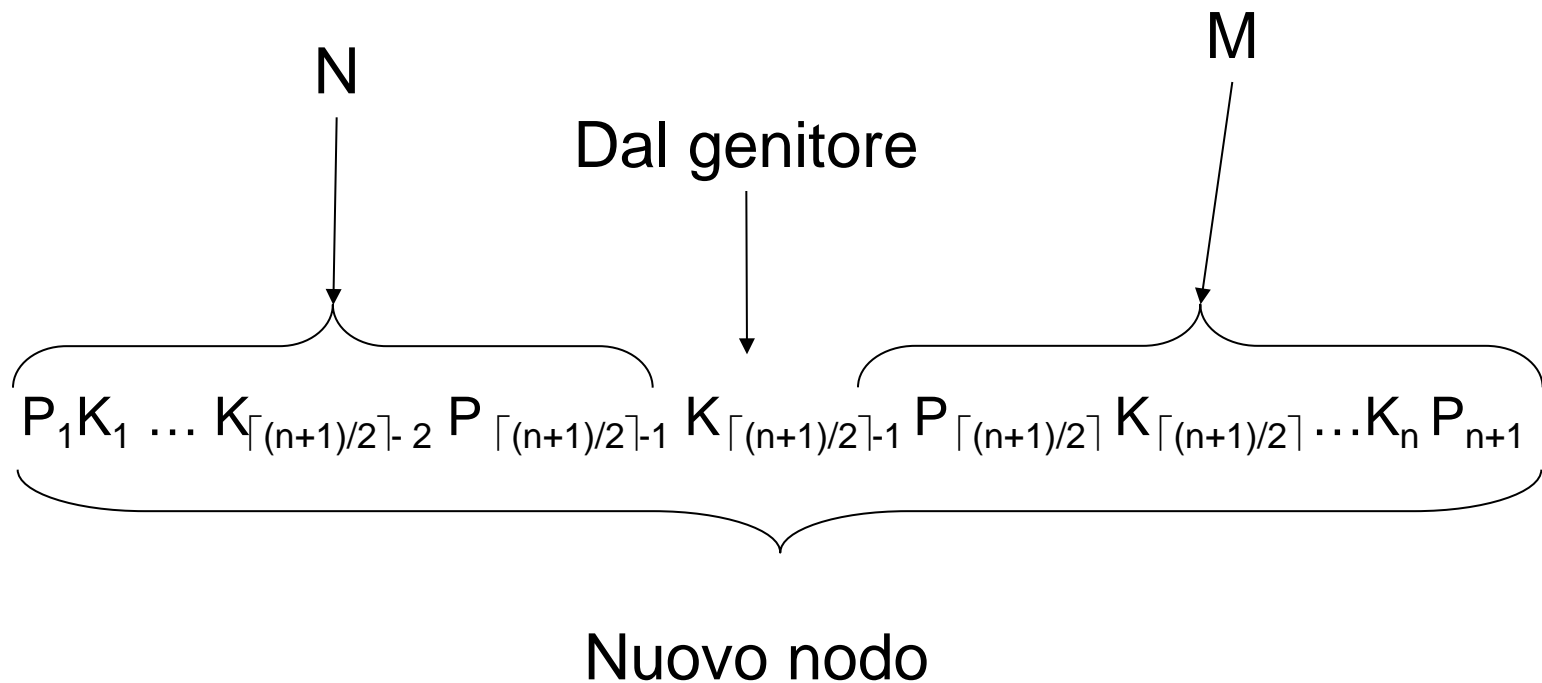 N
M
Dal genitore
P₁K₁ … K⌈(n+1)/2⌉- 2 P ⌈(n+1)/2⌉-1 K⌈(n+1)/2⌉-1 P⌈(n+1)/2⌉ K⌈(n+1)/2⌉ …Kₙ Pₙ₊₁
Nuovo nodo